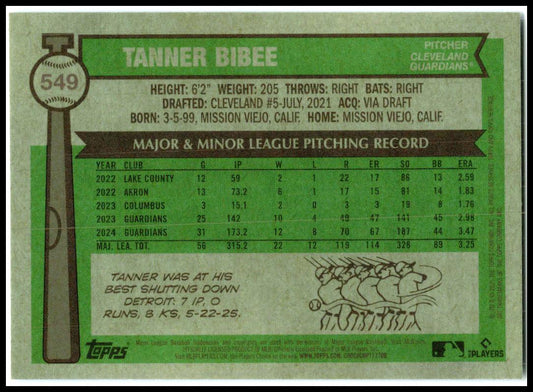 549
TANNER BIBEE
PITCHER
CLEVELAND
GUARDIANS®
HEIGHT: 6'2" WEIGHT: 205 THROWS: RIGHT BATS: RIGHT
DRAFTED: CLEVELAND #5-JULY, 2021 ACQ: VIA DRAFT
BORN: 3-5-99, MISSION VIEJO, CALIF. HOME: MISSION VIEJO, CALIF.
MAJOR & MINOR LEAGUE PITCHING RECORD
YEAR CLUB G IP W L R ER SO BB ERA
2022 LAKE COUNTY 12 59 2 1 22 17 86 13 2.59
2022 AKRON 13 73.2 6 1 17 15 81 14 1.83
2023 COLUMBUS 3 15.1 2 0 3 3 19 8 1.76
2023 GUARDIANS 25 142 10 4 49 47 141 45 2.98
2024 GUARDIANS 31 173.2 12 8 70 67 187 44 3.47
MAJ. LEA. TOT. 56 315.2 22 12 119 114 328 89 3.25
TANNER WAS AT HIS
BEST SHUTTING DOWN
DETROIT: 7 IP, 0
RUNS, 8 KS, 5-22-25.
Topps
MLB
PLAYERS